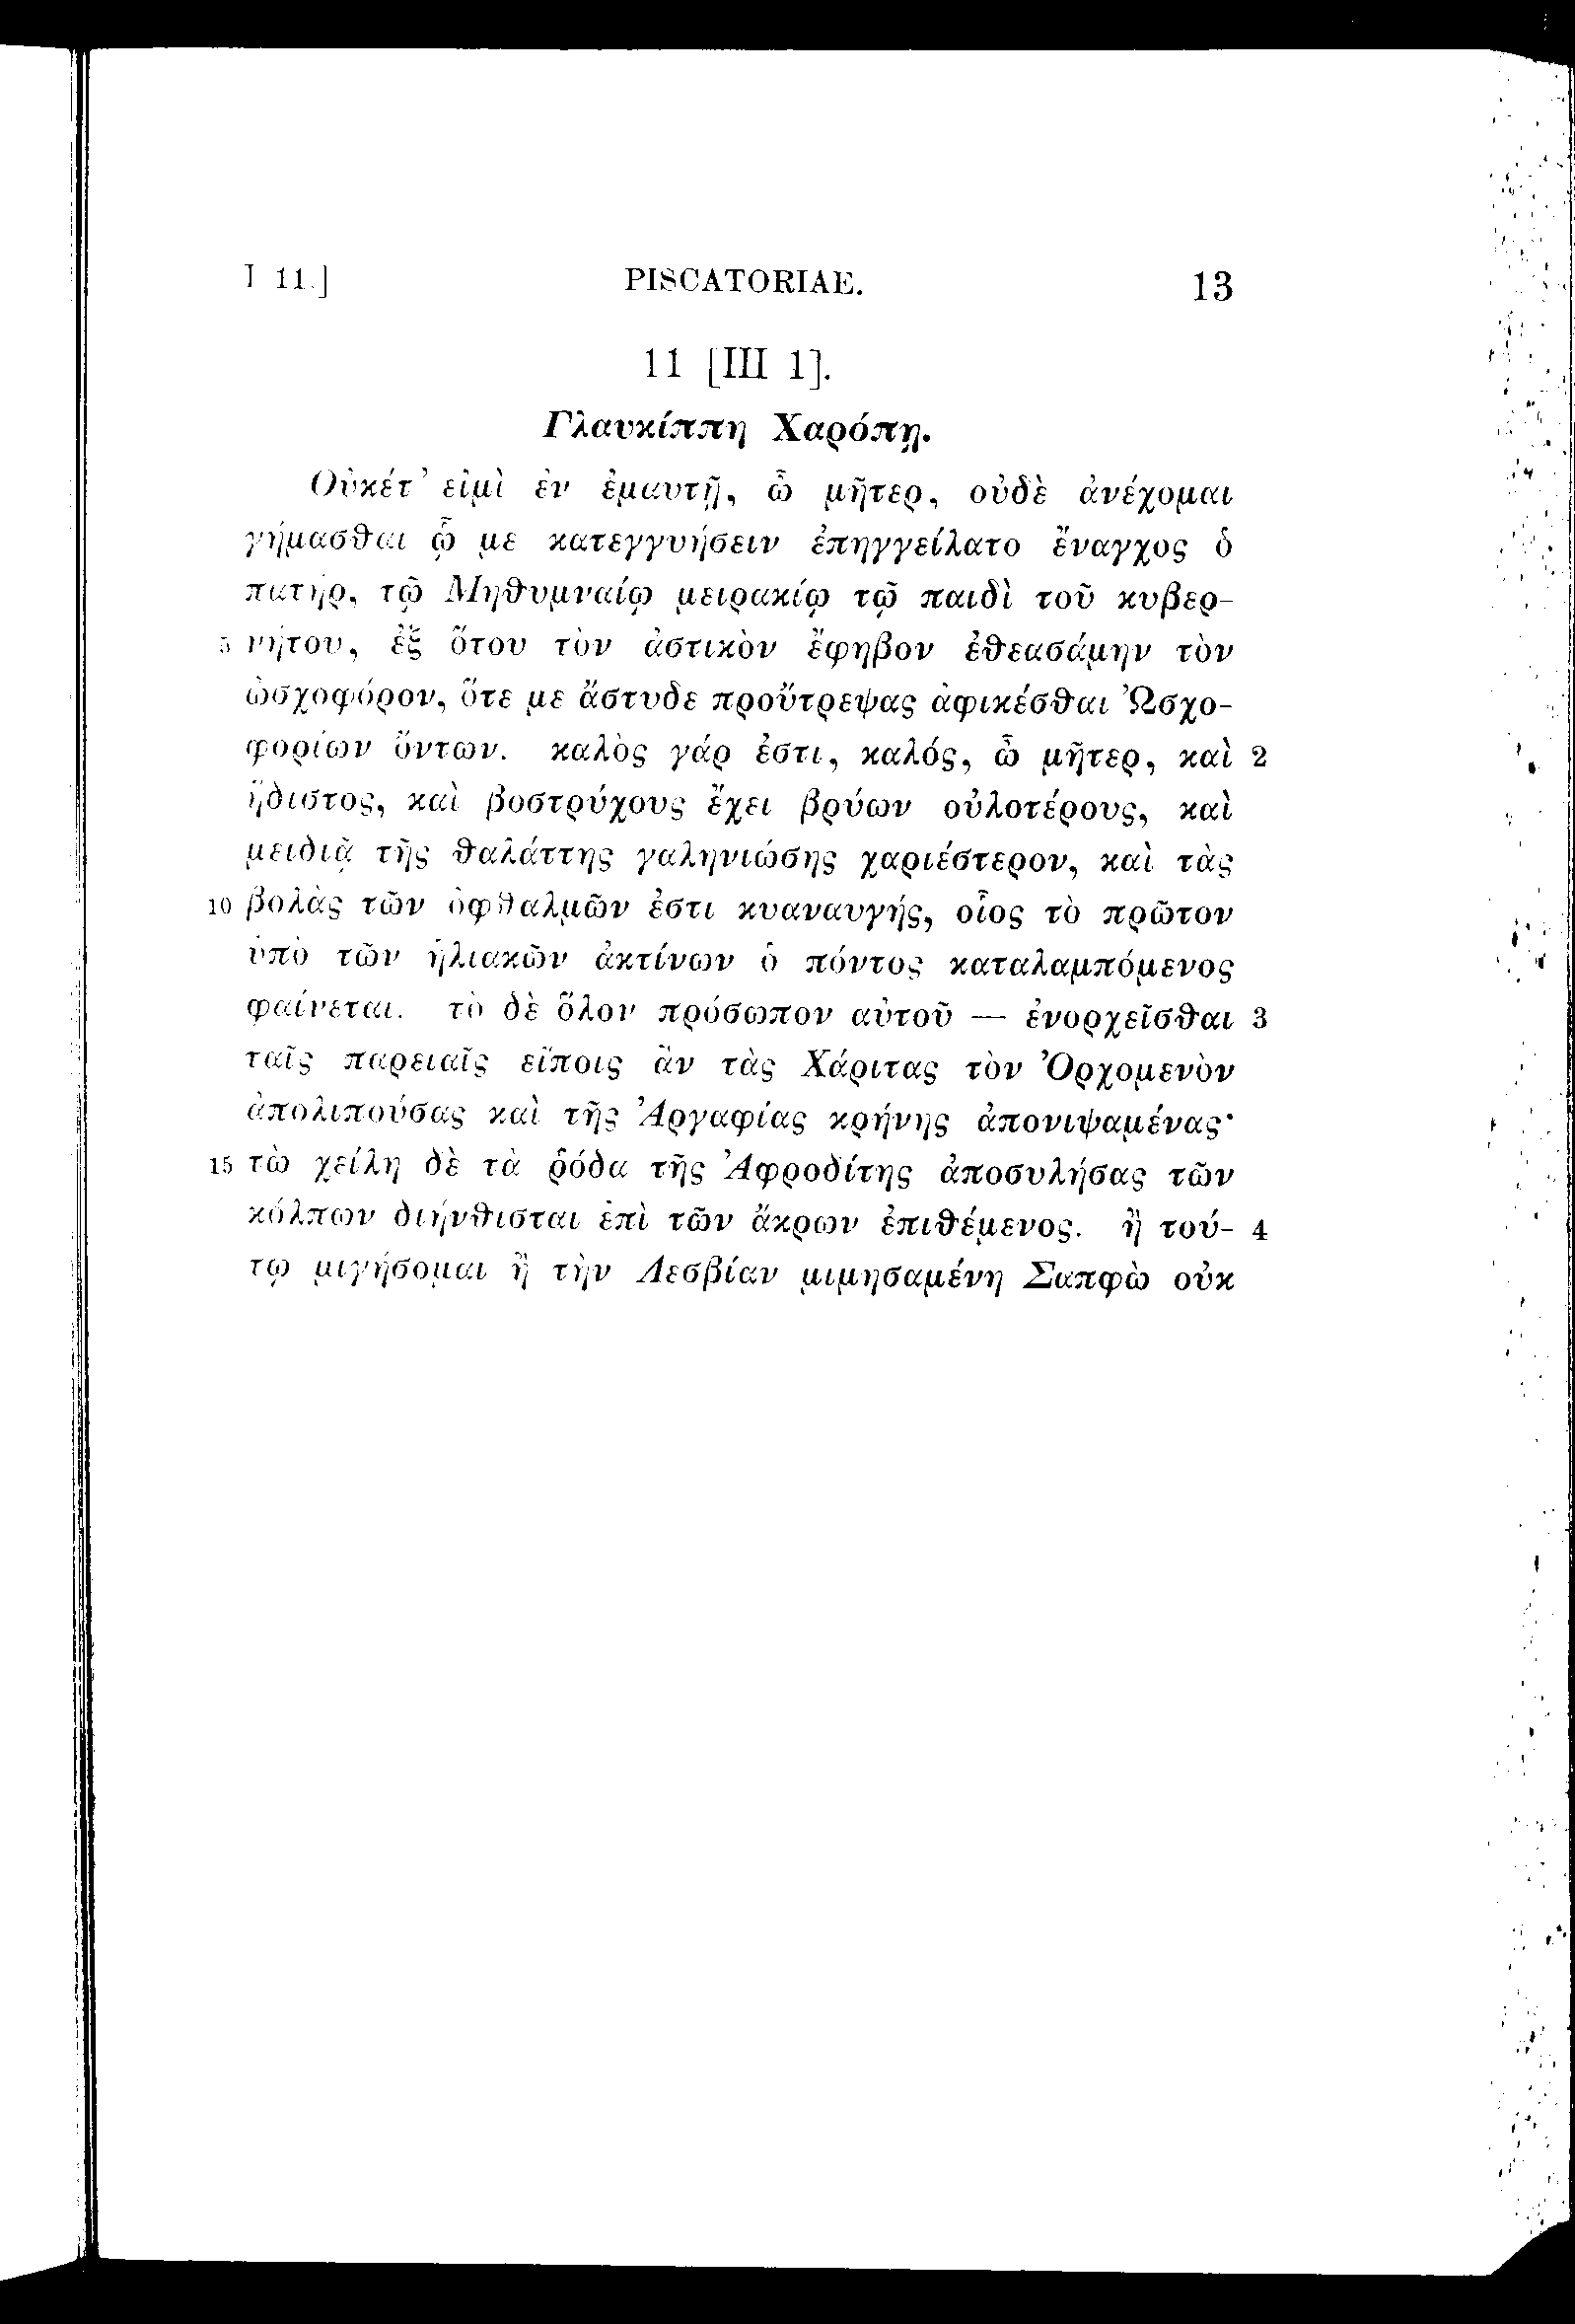 I 11.] PISCATORIAE. 13
11 [III 1].
Γλαυκίππη Χαρόπῃ.
Οὐκέτ' εἰμὶ ἐν ἐμαυτῇ, ὦ μῆτερ, οὐδὲ ἀνέχομαι
γήμασθαι ᾧ με κατεγγυήσειν ἐπηγγείλατο ἔναγχος ὁ
πατήρ, τῷ Μηθυμναίῳ μειρακίῳ τῷ παιδὶ τοῦ κυβερ-
5 νήτου, ἐξ ὅτου τὸν ἀστικὸν ἔφηβον ἐθεασάμην τὸν
ὠσχοφόρον, ὅτε με ἄστυδε προὔτρεψας ἀφικέσθαι Ὠσχο-
φορίων ὄντων. καλὸς γάρ ἐστι, καλός, ὦ μῆτερ, καὶ 2
ἥδιστος, καὶ βοστρύχους ἔχει βρύων οὐλοτέρους, καὶ
μειδιᾷ τῆς θαλάττης γαληνιώσης χαριέστερον, καὶ τὰς
10 βολὰς τῶν ὀφθαλμῶν ἐστι κυαναυγής, οἷος τὸ πρῶτον
ὑπὸ τῶν ἡλιακῶν ἀκτίνων ὁ πόντος καταλαμπόμενος
φαίνεται. τὸ δὲ ὅλον πρόσωπον αὐτοῦ — ἐνορχεῖσθαι 3
ταῖς παρειαῖς εἴποις ἂν τὰς Χάριτας τὸν Ὀρχομενὸν
ἀπολιπούσας καὶ τῆς Ἀργαφίας κρήνης ἀπονιψαμένας·
15 τὼ χείλη δὲ τὰ ῥόδα τῆς Ἀφροδίτης ἀποσυλήσας τῶν
κόλπων διήνθισται ἐπὶ τῶν ἄκρων ἐπιθέμενος. ἢ τού- 4
τῳ μιγήσομαι ἢ τὴν Λεσβίαν μιμησαμένη Σαπφὼ οὐκ